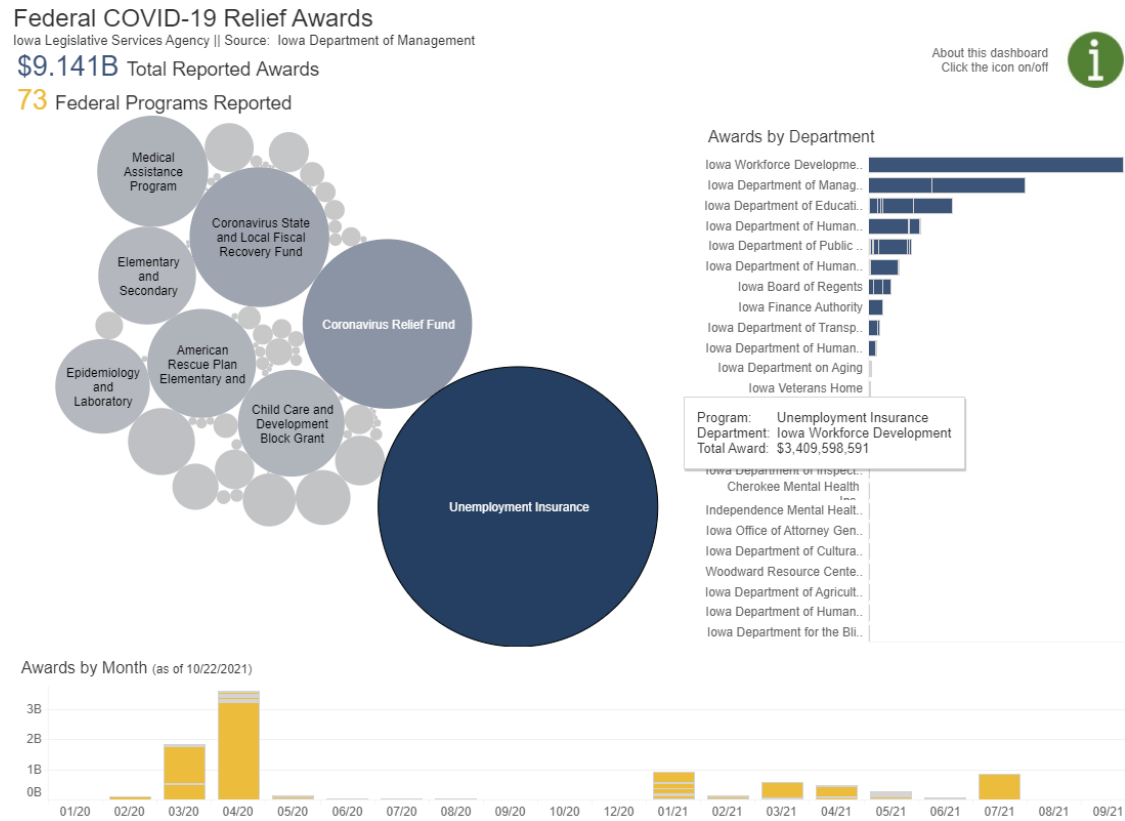 Federal COVID-19 Relief Awards
Iowa Legislative Services Agency || Source: Iowa Department of Management
$9.141B Total Reported Awards
73 Federal Programs Reported
About this dashboard
Click the icon on/off
i
Medical
Assistance
Program
Coronavirus State
and Local Fiscal
Recovery Fund
Elementary
and
Secondary
Coronavirus Relief Fund
American
Rescue Plan
Elementary and
Epidemiology
and
Laboratory
Child Care and
Development
Block Grant
Unemployment Insurance
Awards by Department
Iowa Workforce Developme..
Iowa Department of Manag..
Iowa Department of Educati..
Iowa Department of Human..
Iowa Department of Public ..
Iowa Department of Human..
Iowa Board of Regents
Iowa Finance Authority
Iowa Department of Transp..
Iowa Department of Human..
Iowa Department on Aging
Iowa Veterans Home
Program: Unemployment Insurance
Department: Iowa Workforce Development
Total Award: $3,409,598,591
Iowa Department of Inspect..
Cherokee Mental Health
Independence Mental Healt..
Iowa Office of Attorney Gen..
Iowa Department of Cultura..
Woodward Resource Cente..
Iowa Department of Agricult..
Iowa Department of Human..
Iowa Department for the Bli..
Awards by Month (as of 10/22/2021)
3B
2B
1B
0B
01/20 02/20 03/20 04/20 05/20 06/20 07/20 08/20 09/20 10/20 12/20 01/21 02/21 03/21 04/21 05/21 06/21 07/21 08/21 09/21